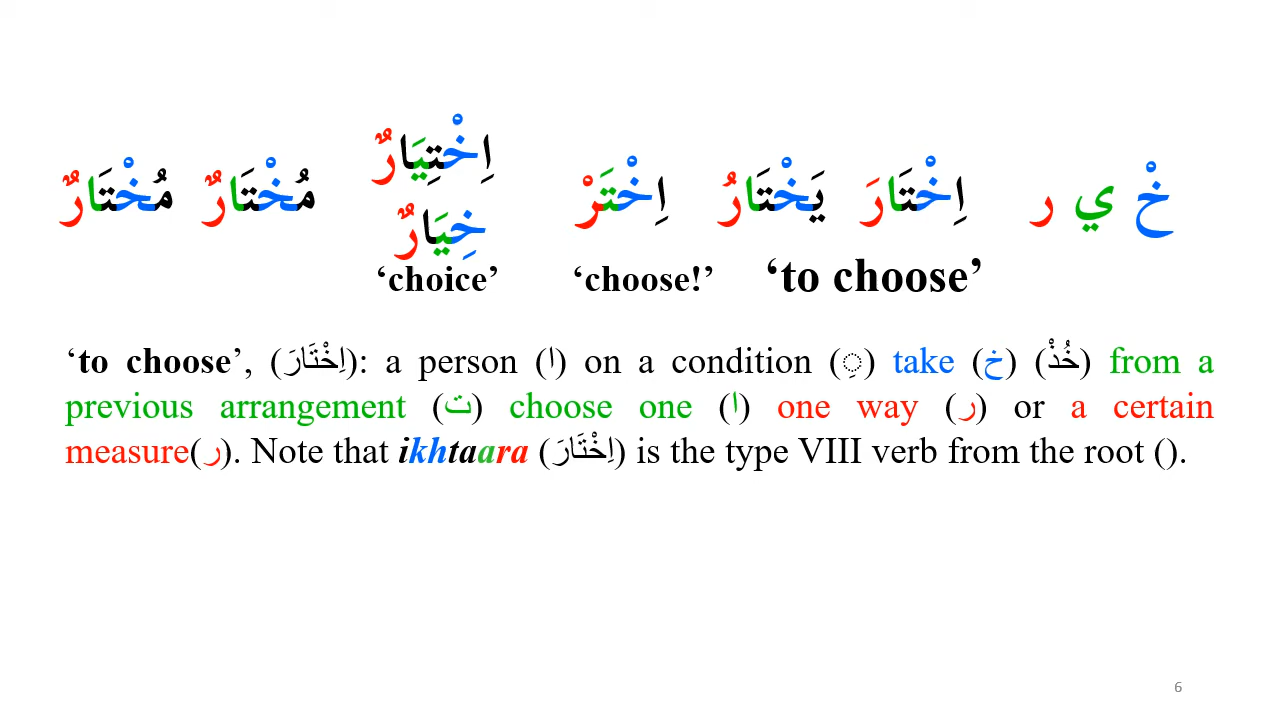 خْ ي ر اِخْتَارَ يَخْتَارُ اِخْتَرْ اِخْتِيَارٌ مُخْتَارٌ مُخْتَارٌ
خِيَارٌ
‘to choose’ ‘choose!’ ‘choice’
‘to choose’, (اِخْتَارَ): a person (ا) on a condition (ِ) take (خ) (خُذْ) from a
previous arrangement (ت) choose one (ا) one way (ر) or a certain
measure(ر). Note that ikhtaara (اِخْتَارَ) is the type VIII verb from the root ().
6